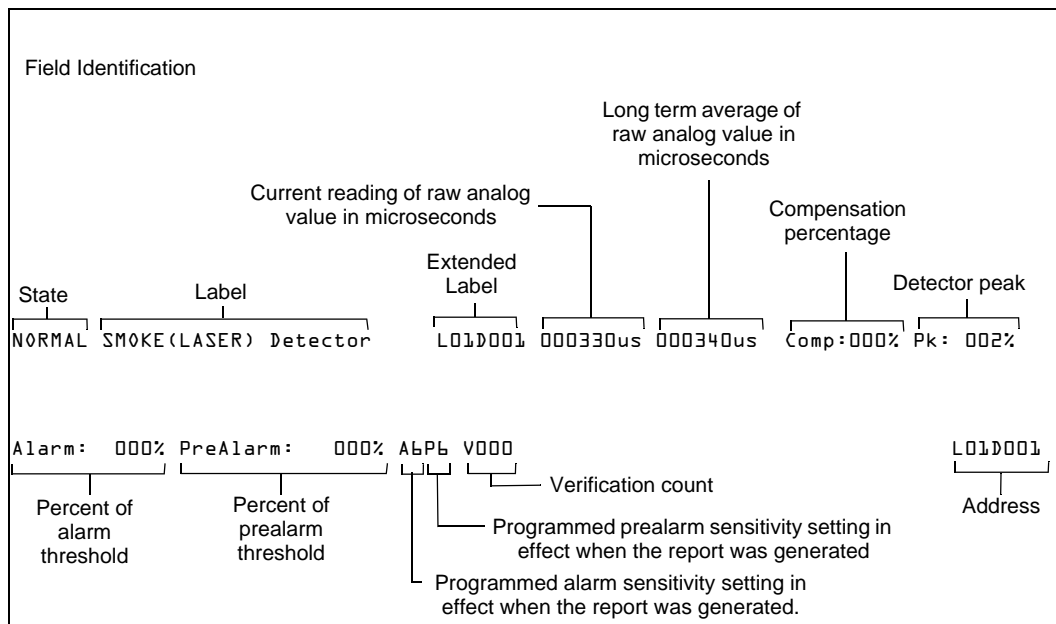 Field Identification
Long term average of
raw analog value in
microseconds
Current reading of raw analog
value in microseconds
Compensation
percentage
State
Label
Extended
Label
Detector peak
NORMAL SMOKE(LASER) Detector L01D001 000330us 000340us Comp:000% Pk: 002%
Alarm: 000% PreAlarm: 000% A6P6 V000 L01D001
Percent of
alarm
threshold
Percent of
prealarm
threshold
Verification count
Address
Programmed prealarm sensitivity setting in
effect when the report was generated
Programmed alarm sensitivity setting in
effect when the report was generated.